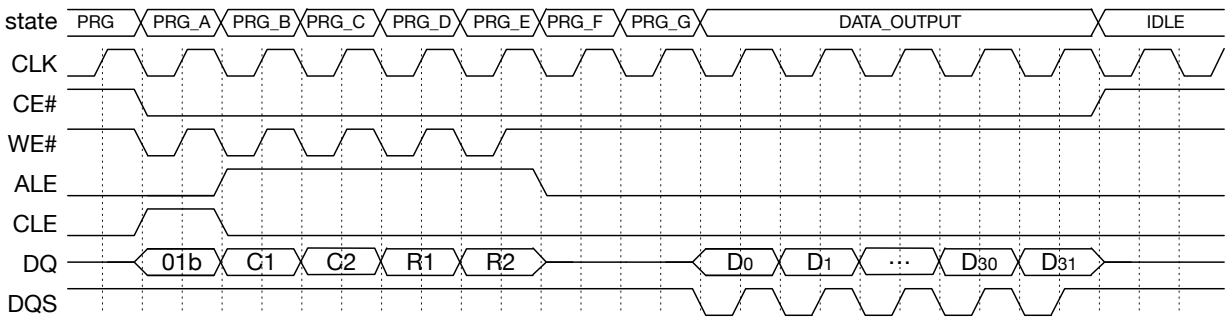 state PRG PRG_A PRG_B PRG_C PRG_D PRG_E PRG_F PRG_G DATA_OUTPUT IDLE
CLK
CE#
WE#
ALE
CLE
DQ 01b C1 C2 R1 R2 D0 D1 ... D30 D31
DQS